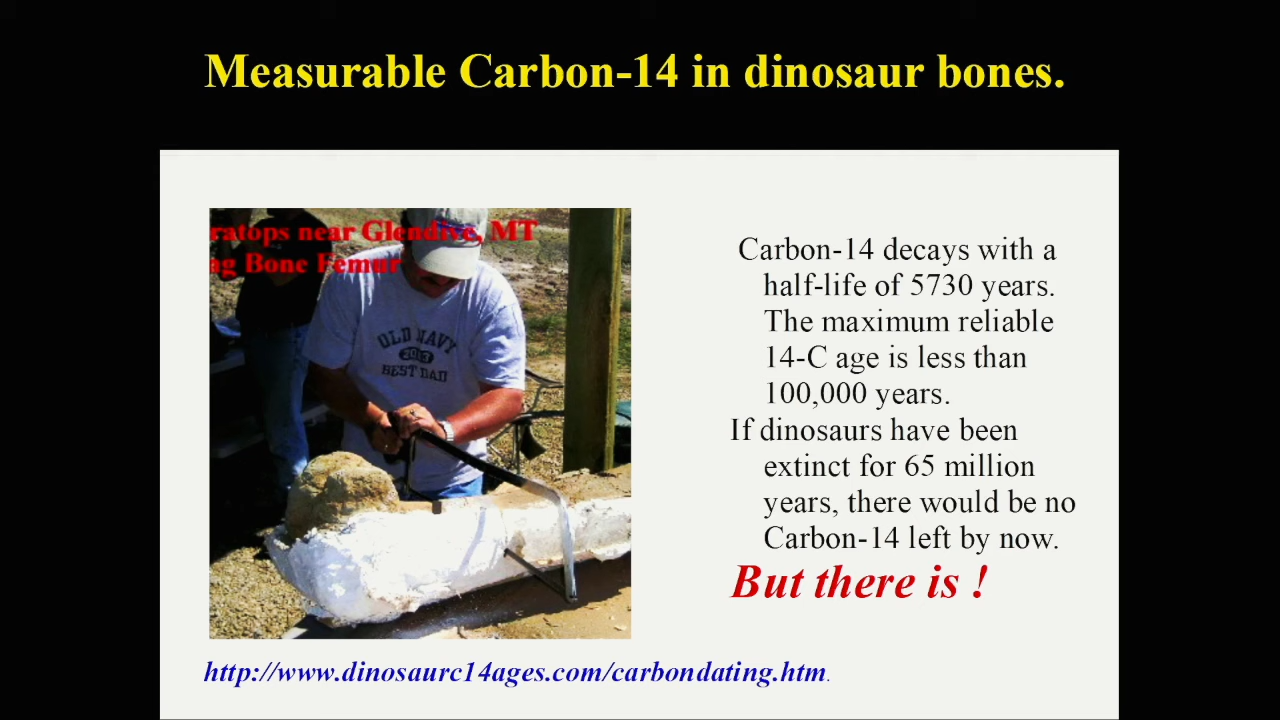 Measurable Carbon-14 in dinosaur bones.
ratops near Glendive, MT
ag Bone Femur
OLD NAVY
2013
BEST DAD
Carbon-14 decays with a
half-life of 5730 years.
The maximum reliable
14-C age is less than
100,000 years.
If dinosaurs have been
extinct for 65 million
years, there would be no
Carbon-14 left by now.
But there is !
http://www.dinosaurc14ages.com/carbondating.htm.